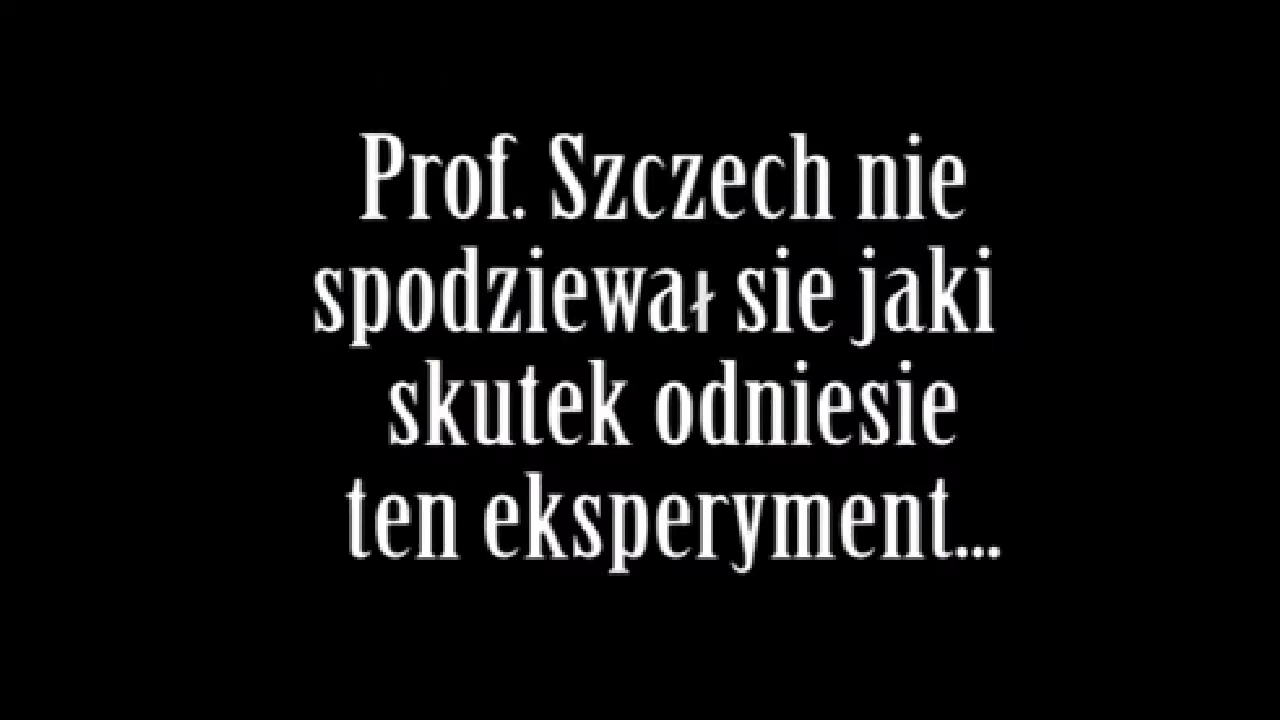 Prof. Szczech nie
spodziewał sie jaki
skutek odniesie
ten eksperyment...